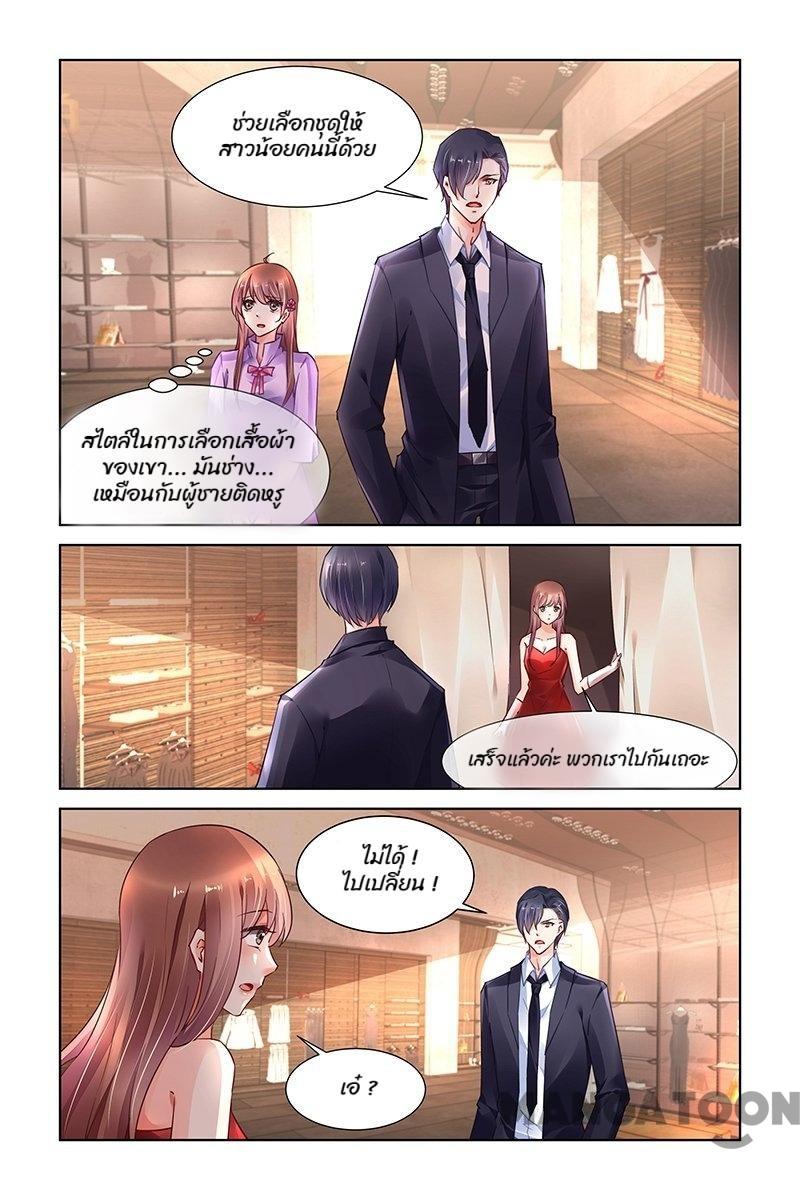 ช่วยเลือกชุดให้
สาวน้อยคนนี้ด้วย
สไตล์ในการเลือกเสื้อผ้า
ของเขา... มันช่าง...
เหมือนกับผู้ชายติดหรู
เสร็จแล้วค่ะ พวกเราไปกันเถอะ
ไม่ได้ !
ไปเปลี่ยน !
เอ๋ ?
MANGATOON